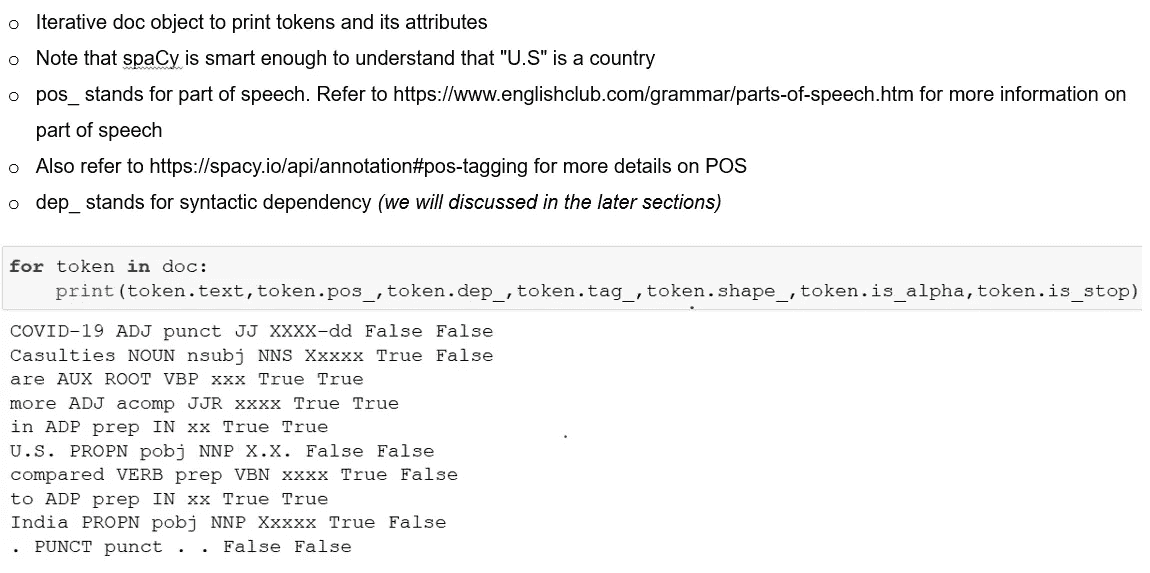 o Iterative doc object to print tokens and its attributes
o Note that spaCy is smart enough to understand that "U.S" is a country
o pos_ stands for part of speech. Refer to https://www.englishclub.com/grammar/parts-of-speech.htm for more information on
part of speech
o Also refer to https://spacy.io/api/annotation#pos-tagging for more details on POS
o dep_ stands for syntactic dependency (we will discussed in the later sections)
for token in doc:
    print(token.text,token.pos_,token.dep_,token.tag_,token.shape_,token.is_alpha,token.is_stop)
COVID-19 ADJ punct JJ XXXX-dd False False
Casulties NOUN nsubj NNS Xxxxx True False
are AUX ROOT VBP xxx True True
more ADJ acomp JJR xxxx True True
in ADP prep IN xx True True
U.S. PROPN pobj NNP X.X. False False
compared VERB prep VBN xxxx True False
to ADP prep IN xx True True
India PROPN pobj NNP Xxxxx True False
. PUNCT punct . . False False